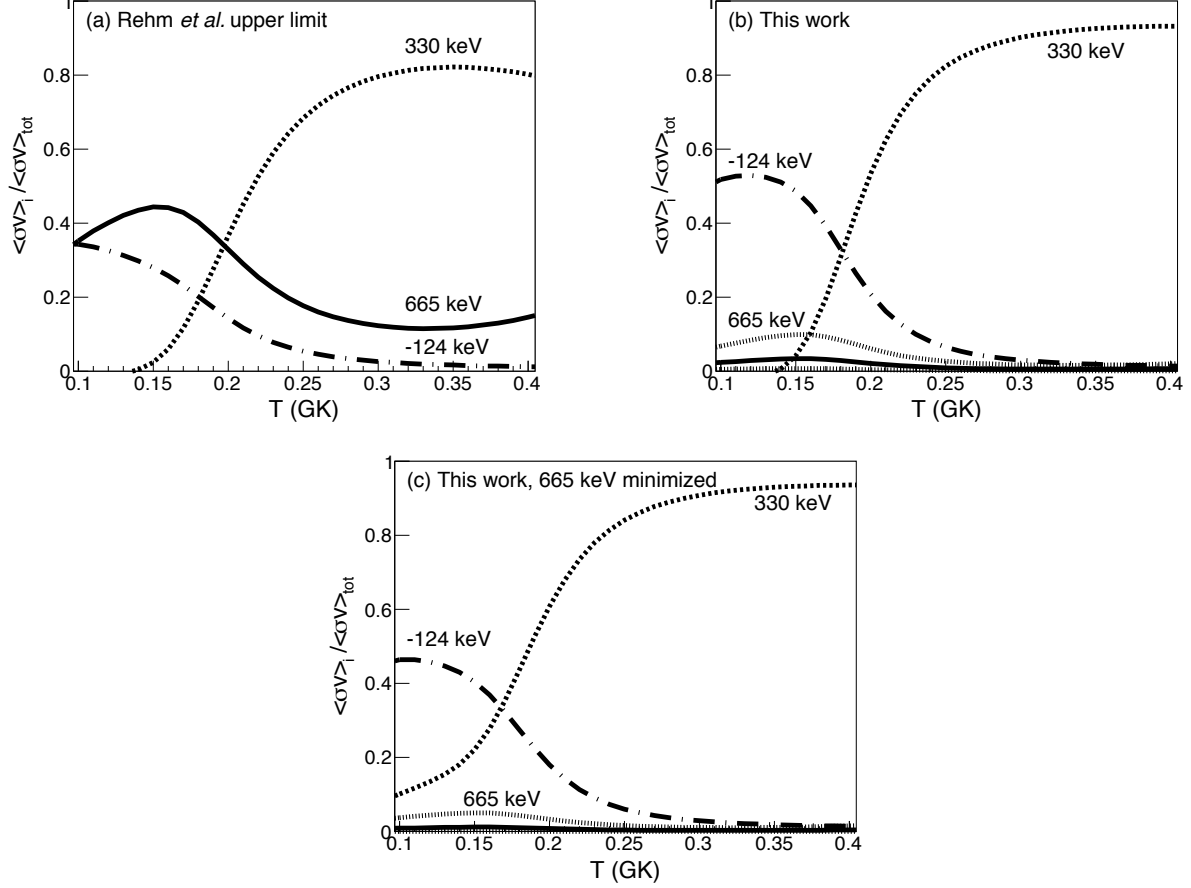 (a) Rehm et al. upper limit
<σv>i /<σv>tot
1
0.8
0.6
0.4
0.2
0
330 keV
665 keV
-124 keV
0.1 0.15 0.2 0.25 0.3 0.35 0.4
T (GK)
(b) This work
<σv>i /<σv>tot
1
0.8
0.6
0.4
0.2
0
330 keV
-124 keV
665 keV
0.1 0.15 0.2 0.25 0.3 0.35 0.4
T (GK)
(c) This work, 665 keV minimized
<σv>i /<σv>tot
1
0.8
0.6
0.4
0.2
0
330 keV
-124 keV
665 keV
0.1 0.15 0.2 0.25 0.3 0.35 0.4
T (GK)